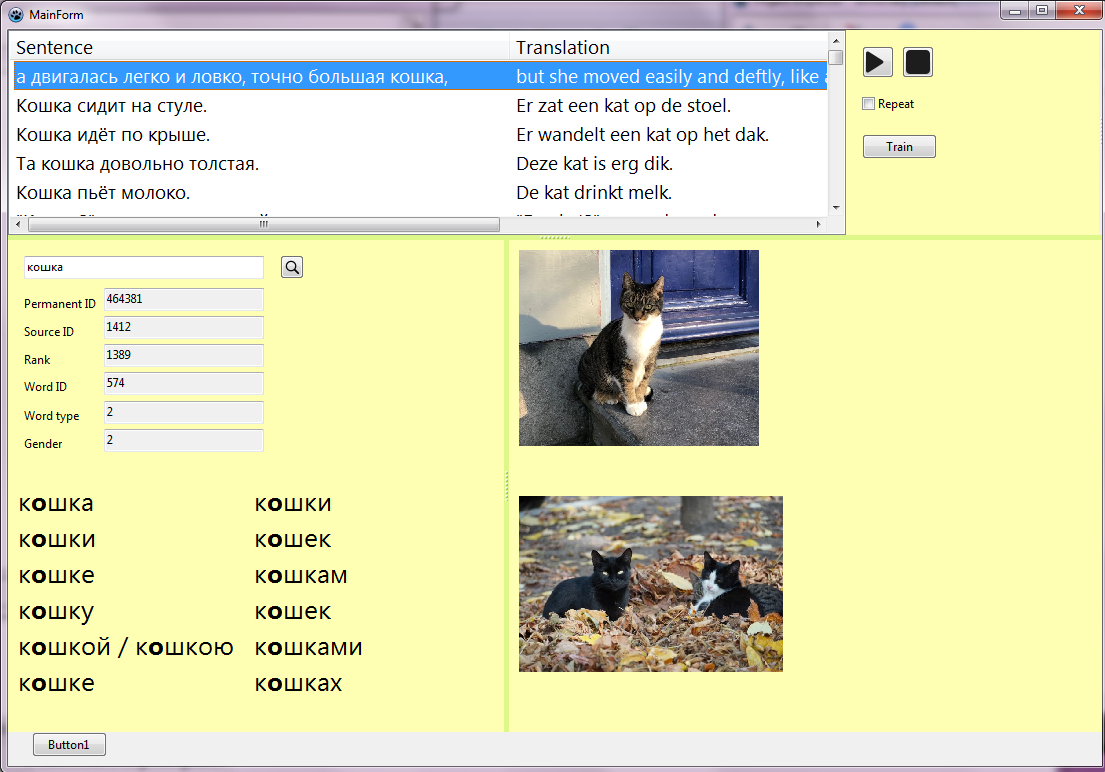 MainForm
Sentence Translation
а двигалась легко и ловко, точно большая кошка, but she moved easily and deftly, like
Кошка сидит на стуле. Er zat een kat op de stoel.
Кошка идёт по крыше. Er wandelt een kat op het dak.
Та кошка довольно толстая. Deze kat is erg dik.
Кошка пьёт молоко. De kat drinkt melk.
Repeat
Train
кошка
Permanent ID 464381
Source ID 1412
Rank 1389
Word ID 574
Word type 2
Gender 2
кошка кошки
кошки кошек
кошке кошкам
кошку кошек
кошкой / кошкою кошками
кошке кошках
Button1